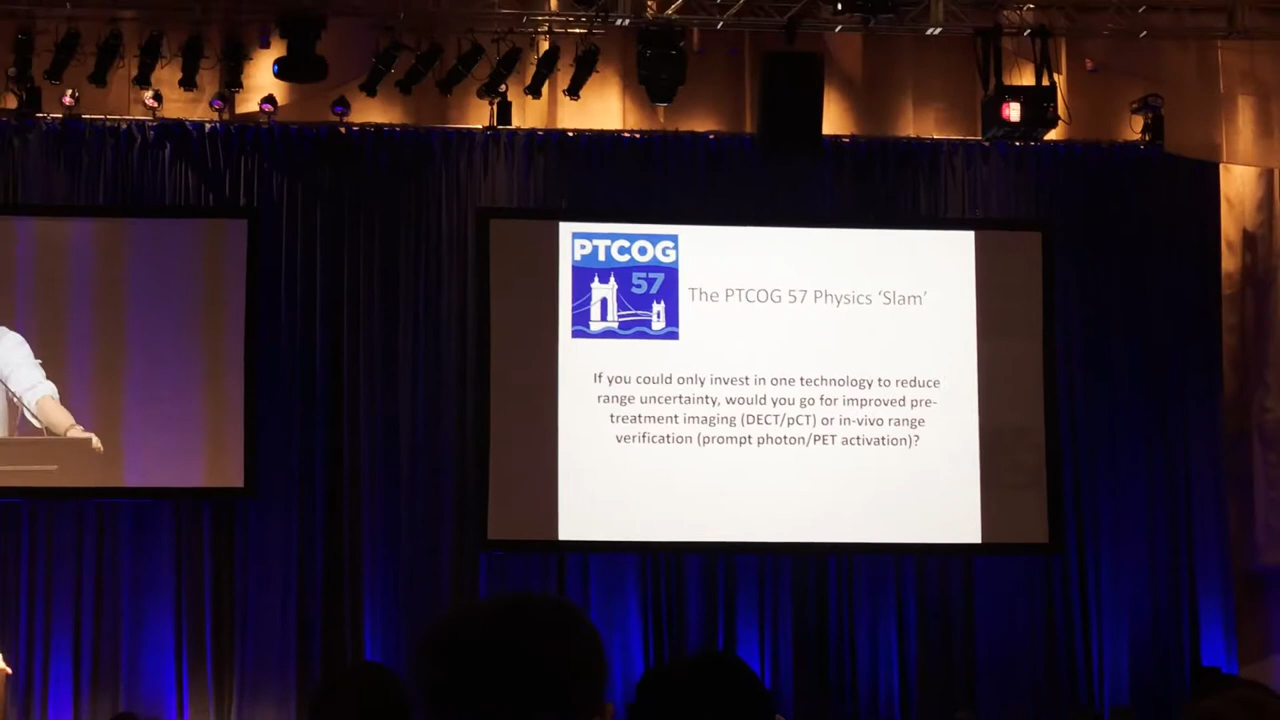 PTCOG
57
The PTCOG 57 Physics ‘Slam’
If you could only invest in one technology to reduce
range uncertainty, would you go for improved pre-
treatment imaging (DECT/pCT) or in-vivo range
verification (prompt photon/PET activation)?